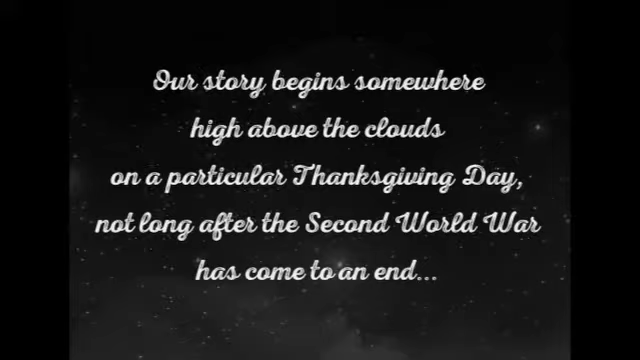 Our story begins somewhere
high above the clouds
on a particular Thanksgiving Day,
not long after the Second World War
has come to an end...